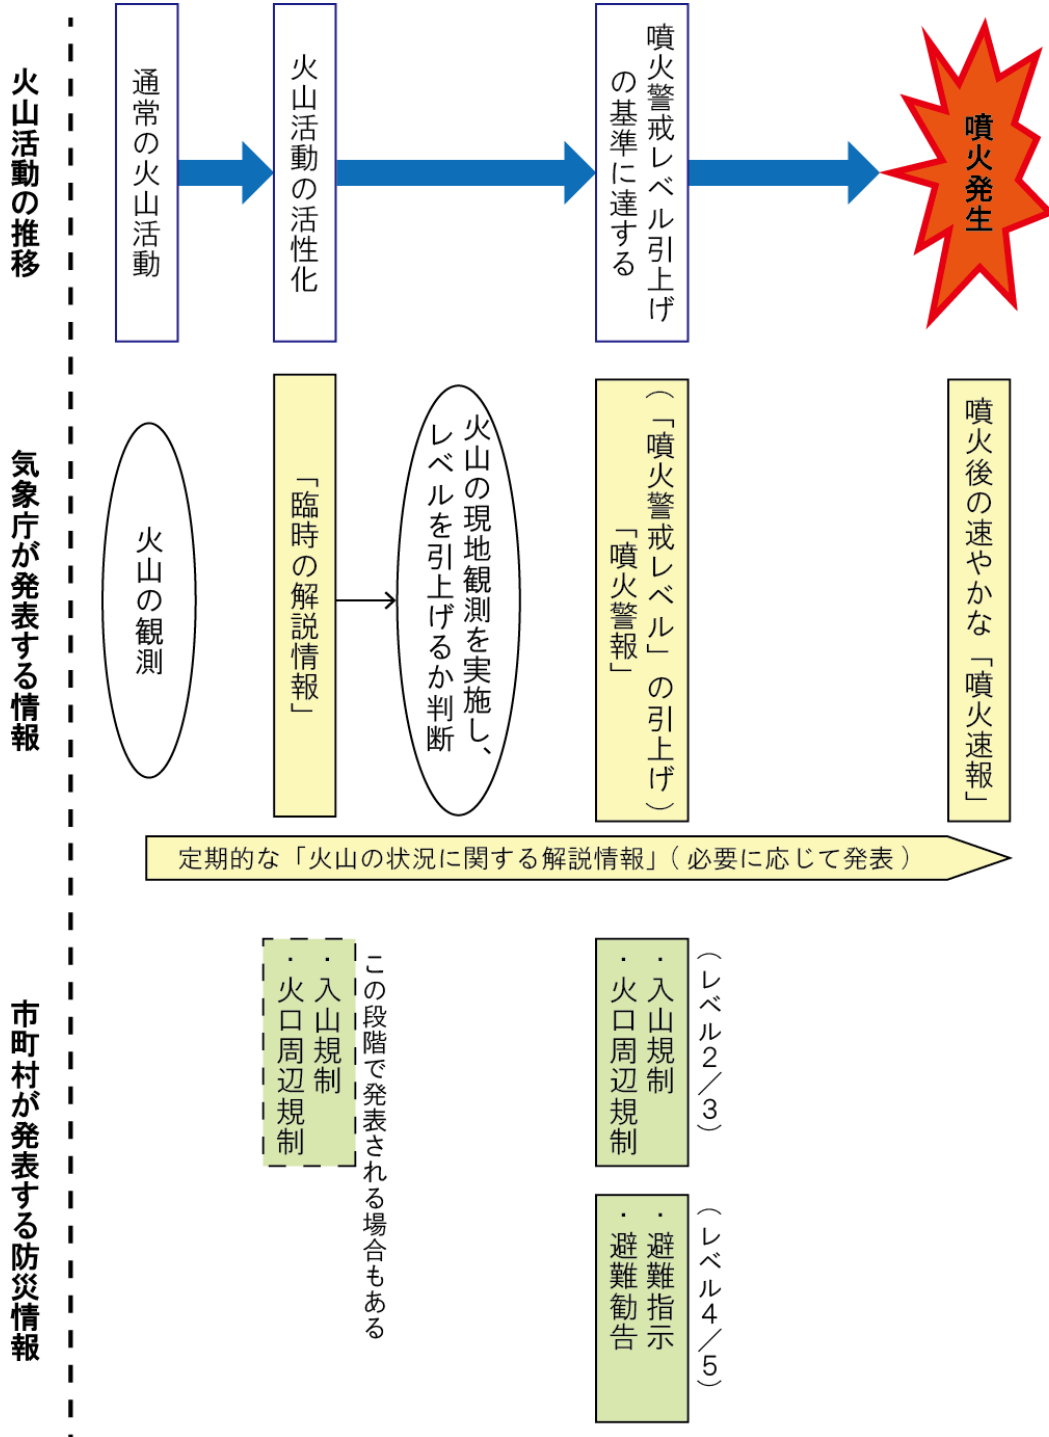 火山活動の推移
通常の火山活動
火山活動の活性化
噴火警戒レベル引上げ
の基準に達する
噴火発生
気象庁が発表する情報
火山の観測
「臨時の解説情報」
火山の現地観測を実施し、
レベルを引上げるか判断
（「噴火警戒レベル」の引上げ）
「噴火警報」
噴火後の速やかな「噴火速報」
定期的な「火山の状況に関する解説情報」（必要に応じて発表）
市町村が発表する防災情報
・入山規制
・火口周辺規制
この段階で発表される場合もある
（レベル2／3）
・入山規制
・火口周辺規制
（レベル4／5）
・避難指示
・避難勧告